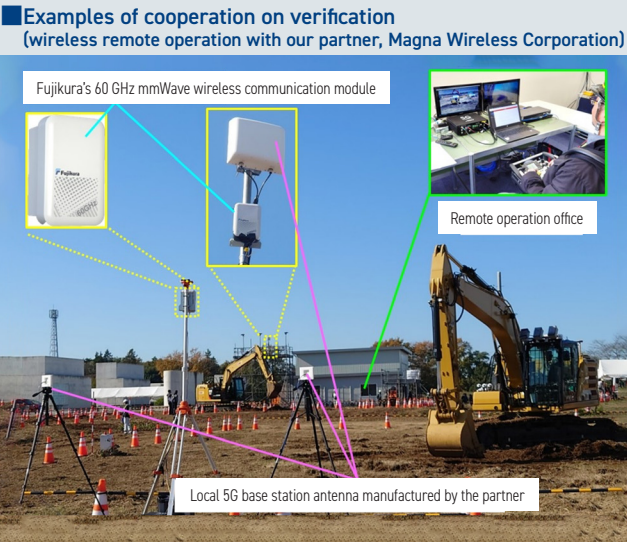 Examples of cooperation on verification
(wireless remote operation with our partner, Magna Wireless Corporation)
Fujikura's 60 GHz mmWave wireless communication module
Fujikura
60GHz
Remote operation office
Local 5G base station antenna manufactured by the partner